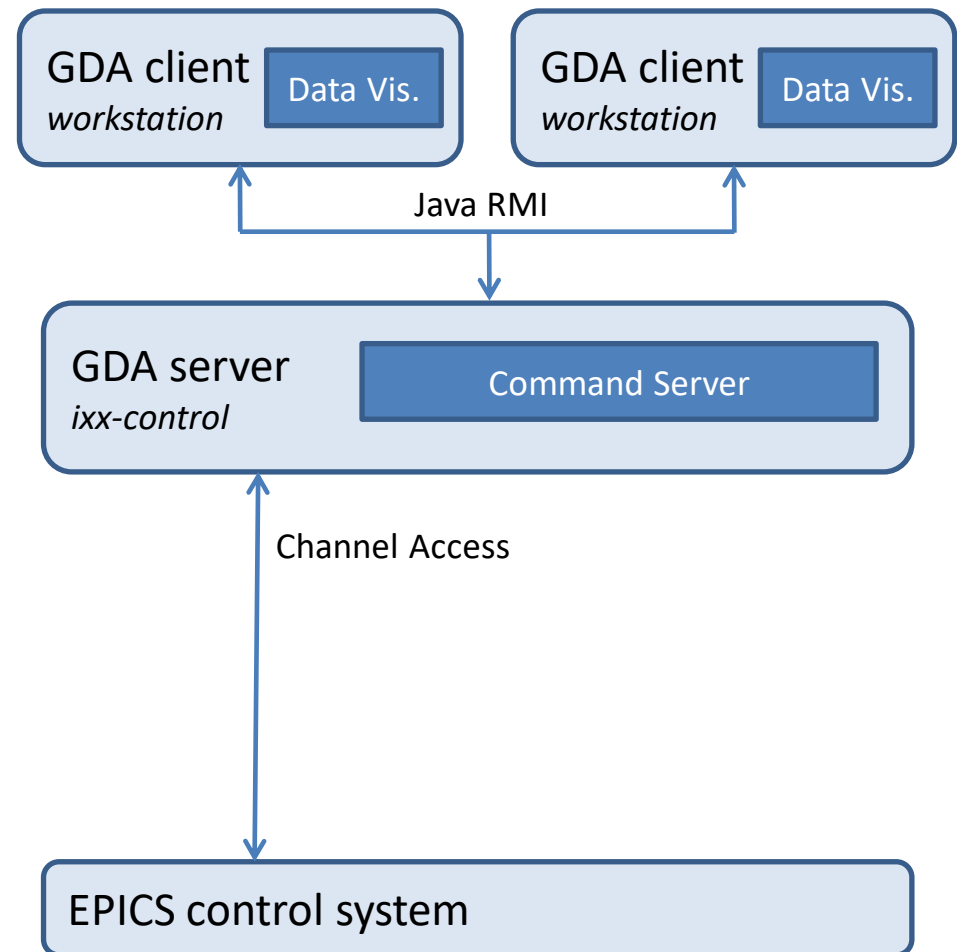 GDA client
workstation
Data Vis.
GDA client
workstation
Data Vis.
Java RMI
GDA server
ixx-control
Command Server
Channel Access
EPICS control system